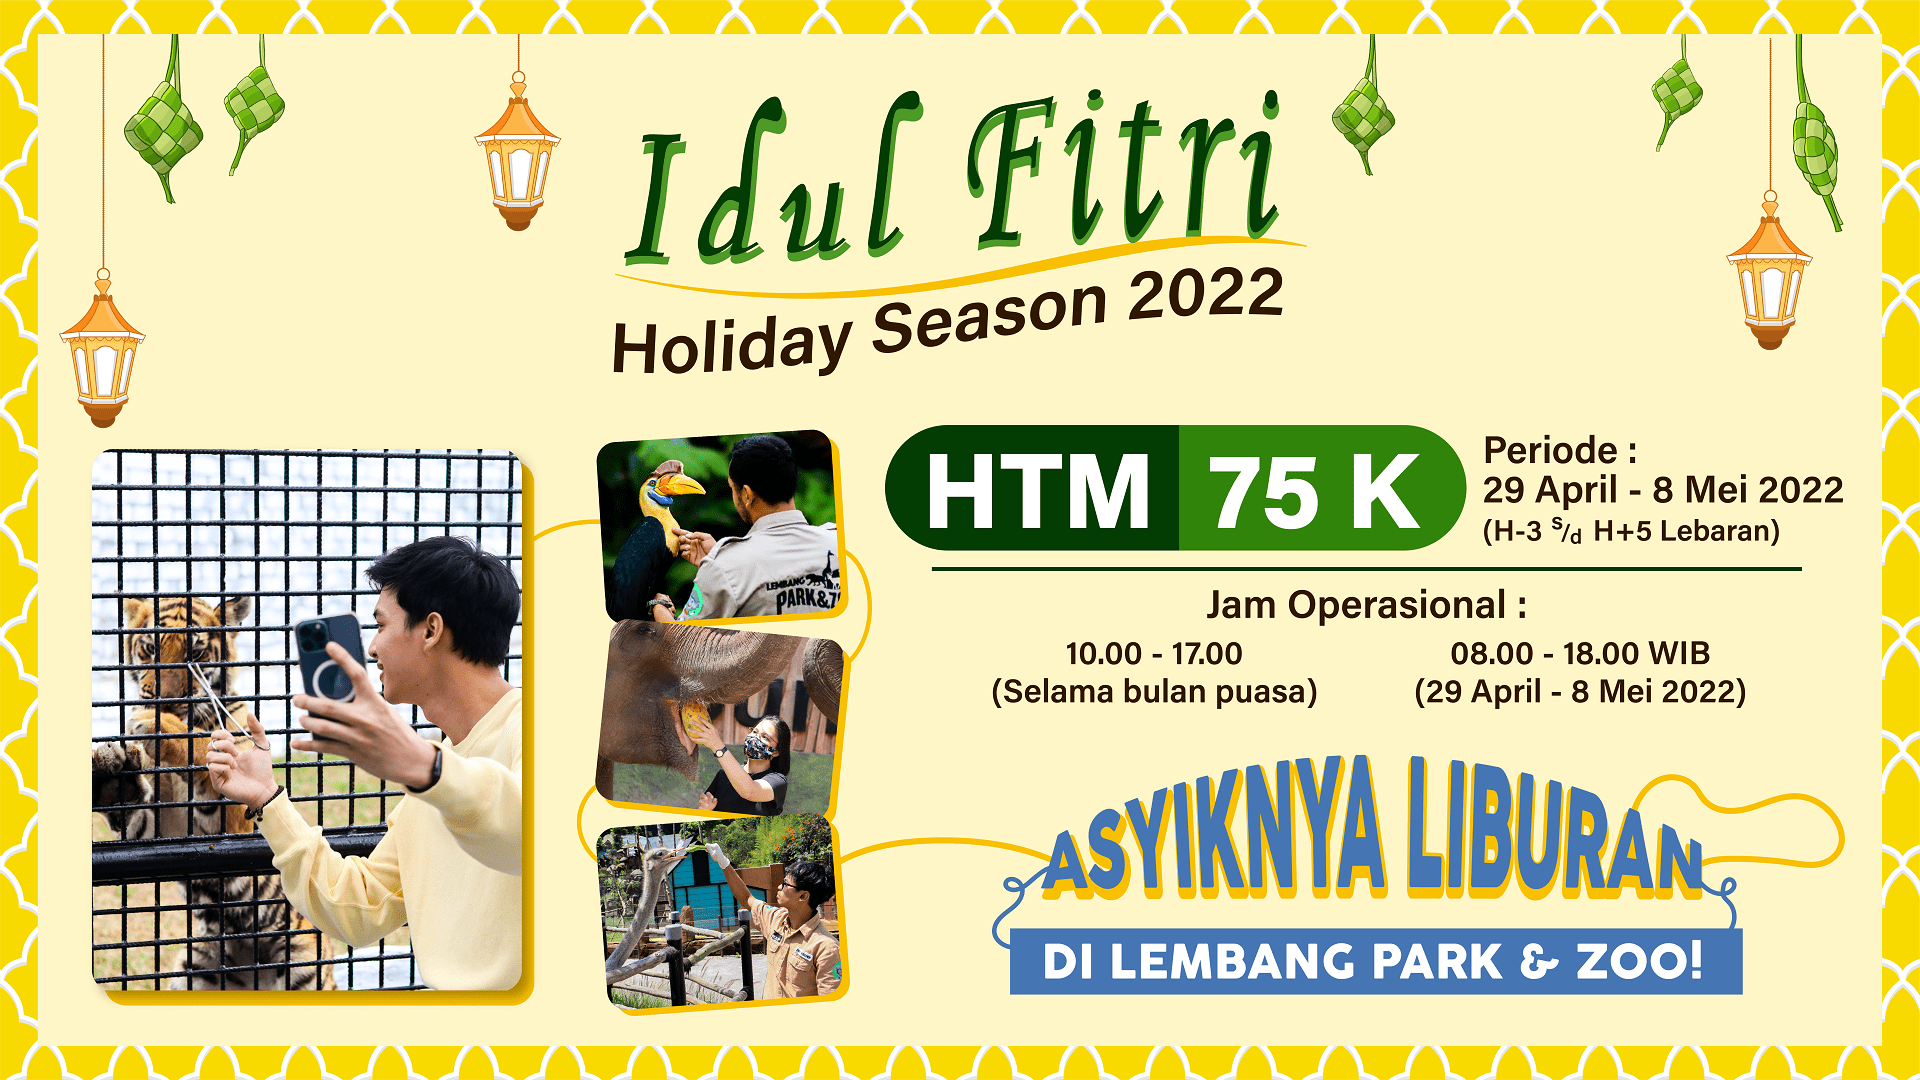 Idul Fitri
Holiday Season 2022
HTM 75 K
Periode :
29 April - 8 Mei 2022
(H-3 s/d H+5 Lebaran)
Jam Operasional :
10.00 - 17.00
(Selama bulan puasa)
08.00 - 18.00 WIB
(29 April - 8 Mei 2022)
LEMBANG
PARK&Z
ASYIKNYA LIBURAN
DI LEMBANG PARK & ZOO!